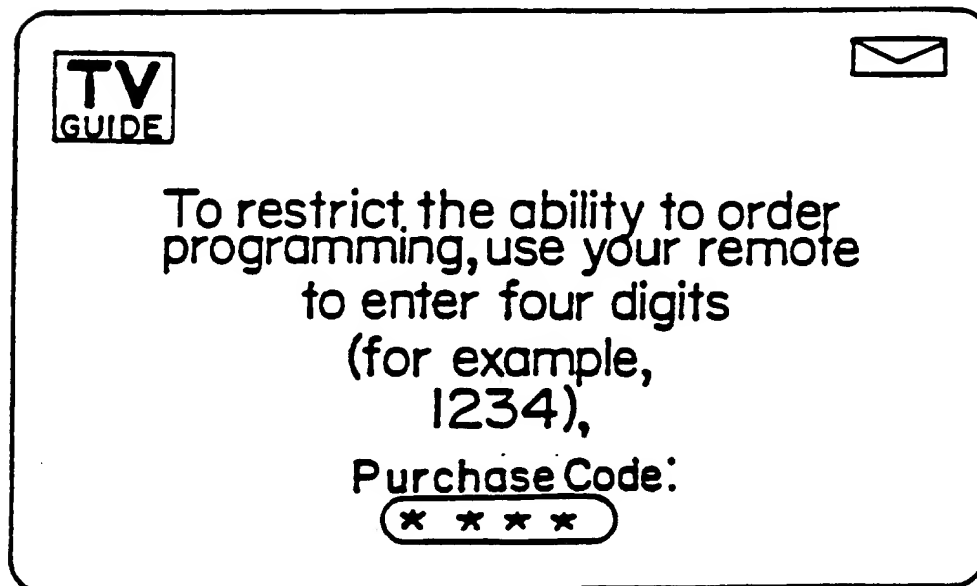 TV
GUIDE
To restrict the ability to order
programming, use your remote
to enter four digits
(for example,
1234),
Purchase Code:
* * * *